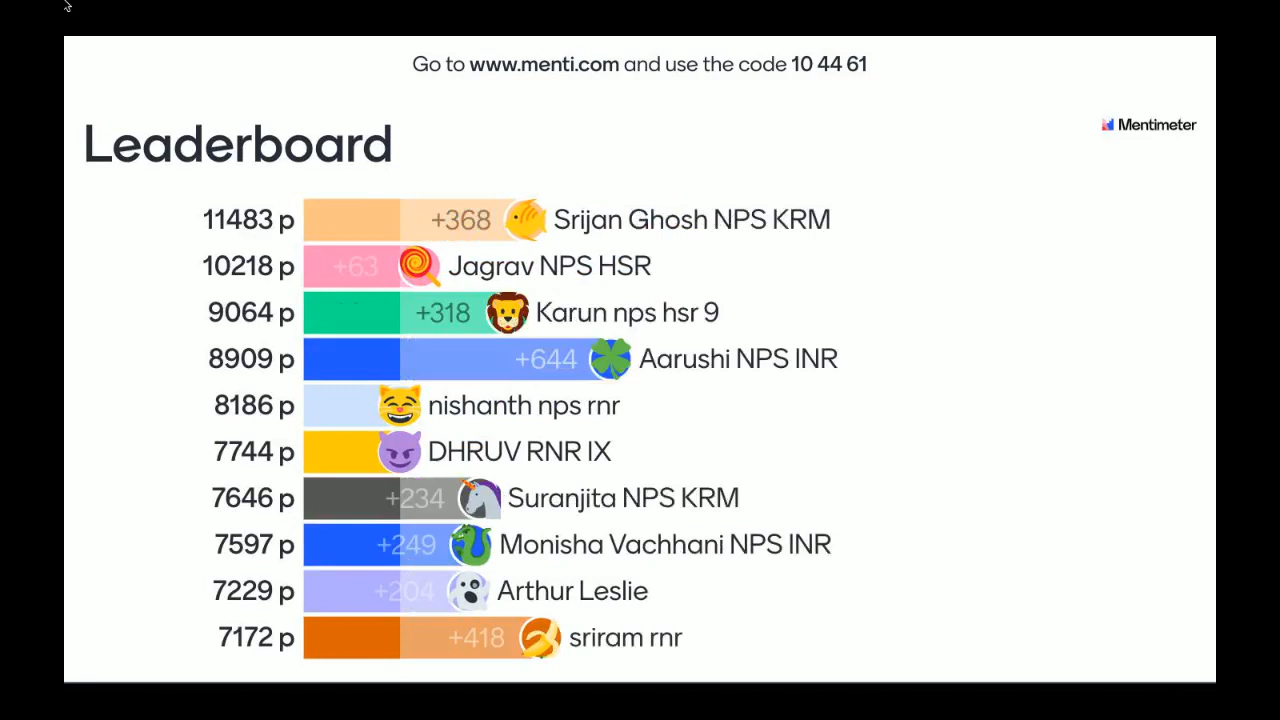 Go to www.menti.com and use the code 10 44 61
Mentimeter
Leaderboard
11483 p +368 Srijan Ghosh NPS KRM
10218 p +63 Jagrav NPS HSR
9064 p +318 Karun nps hsr 9
8909 p +644 Aarushi NPS INR
8186 p nishanth nps rnr
7744 p DHRUV RNR IX
7646 p +234 Suranjita NPS KRM
7597 p +249 Monisha Vachhani NPS INR
7229 p +204 Arthur Leslie
7172 p +418 sriram rnr